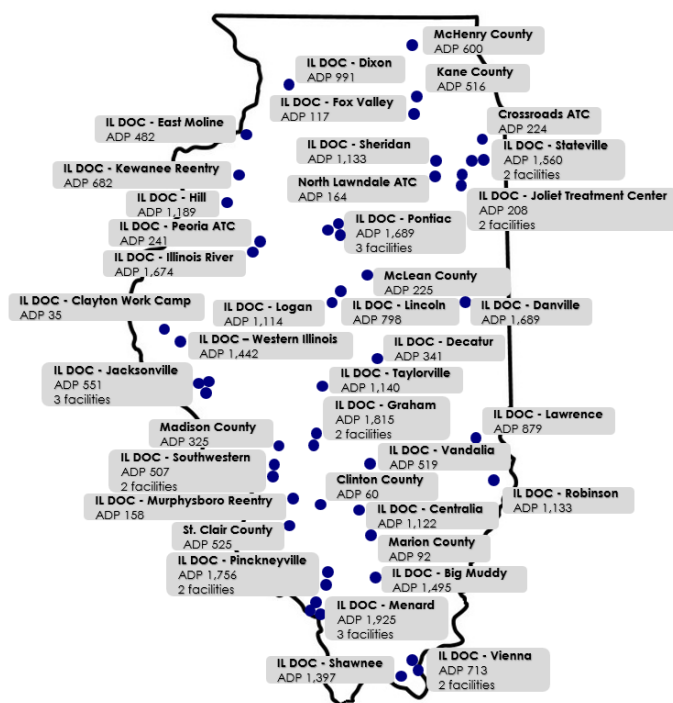 McHenry County
ADP 600
IL DOC - Dixon
ADP 991
Kane County
ADP 516
IL DOC - Fox Valley
ADP 117
Crossroads ATC
ADP 224
IL DOC - East Moline
ADP 482
IL DOC - Sheridan
ADP 1,133
IL DOC - Stateville
ADP 1,560
2 facilities
IL DOC - Kewanee Reentry
ADP 682
North Lawndale ATC
ADP 164
IL DOC - Joliet Treatment Center
ADP 208
2 facilities
IL DOC - Hill
ADP 1,189
IL DOC - Pontiac
ADP 1,689
3 facilities
IL DOC - Peoria ATC
ADP 241
IL DOC - Illinois River
ADP 1,674
McLean County
ADP 225
IL DOC - Clayton Work Camp
ADP 35
IL DOC - Logan
ADP 1,114
IL DOC - Lincoln
ADP 798
IL DOC - Danville
ADP 1,689
IL DOC – Western Illinois
ADP 1,442
IL DOC - Decatur
ADP 341
IL DOC - Jacksonville
ADP 551
3 facilities
IL DOC - Taylorville
ADP 1,140
IL DOC - Graham
ADP 1,815
2 facilities
IL DOC - Lawrence
ADP 879
Madison County
ADP 325
IL DOC - Vandalia
ADP 519
IL DOC - Southwestern
ADP 507
2 facilities
Clinton County
ADP 60
IL DOC - Robinson
ADP 1,133
IL DOC - Murphysboro Reentry
ADP 158
IL DOC - Centralia
ADP 1,122
St. Clair County
ADP 525
Marion County
ADP 92
IL DOC - Pinckneyville
ADP 1,756
2 facilities
IL DOC - Big Muddy
ADP 1,495
IL DOC - Menard
ADP 1,925
3 facilities
IL DOC - Shawnee
ADP 1,397
IL DOC - Vienna
ADP 713
2 facilities